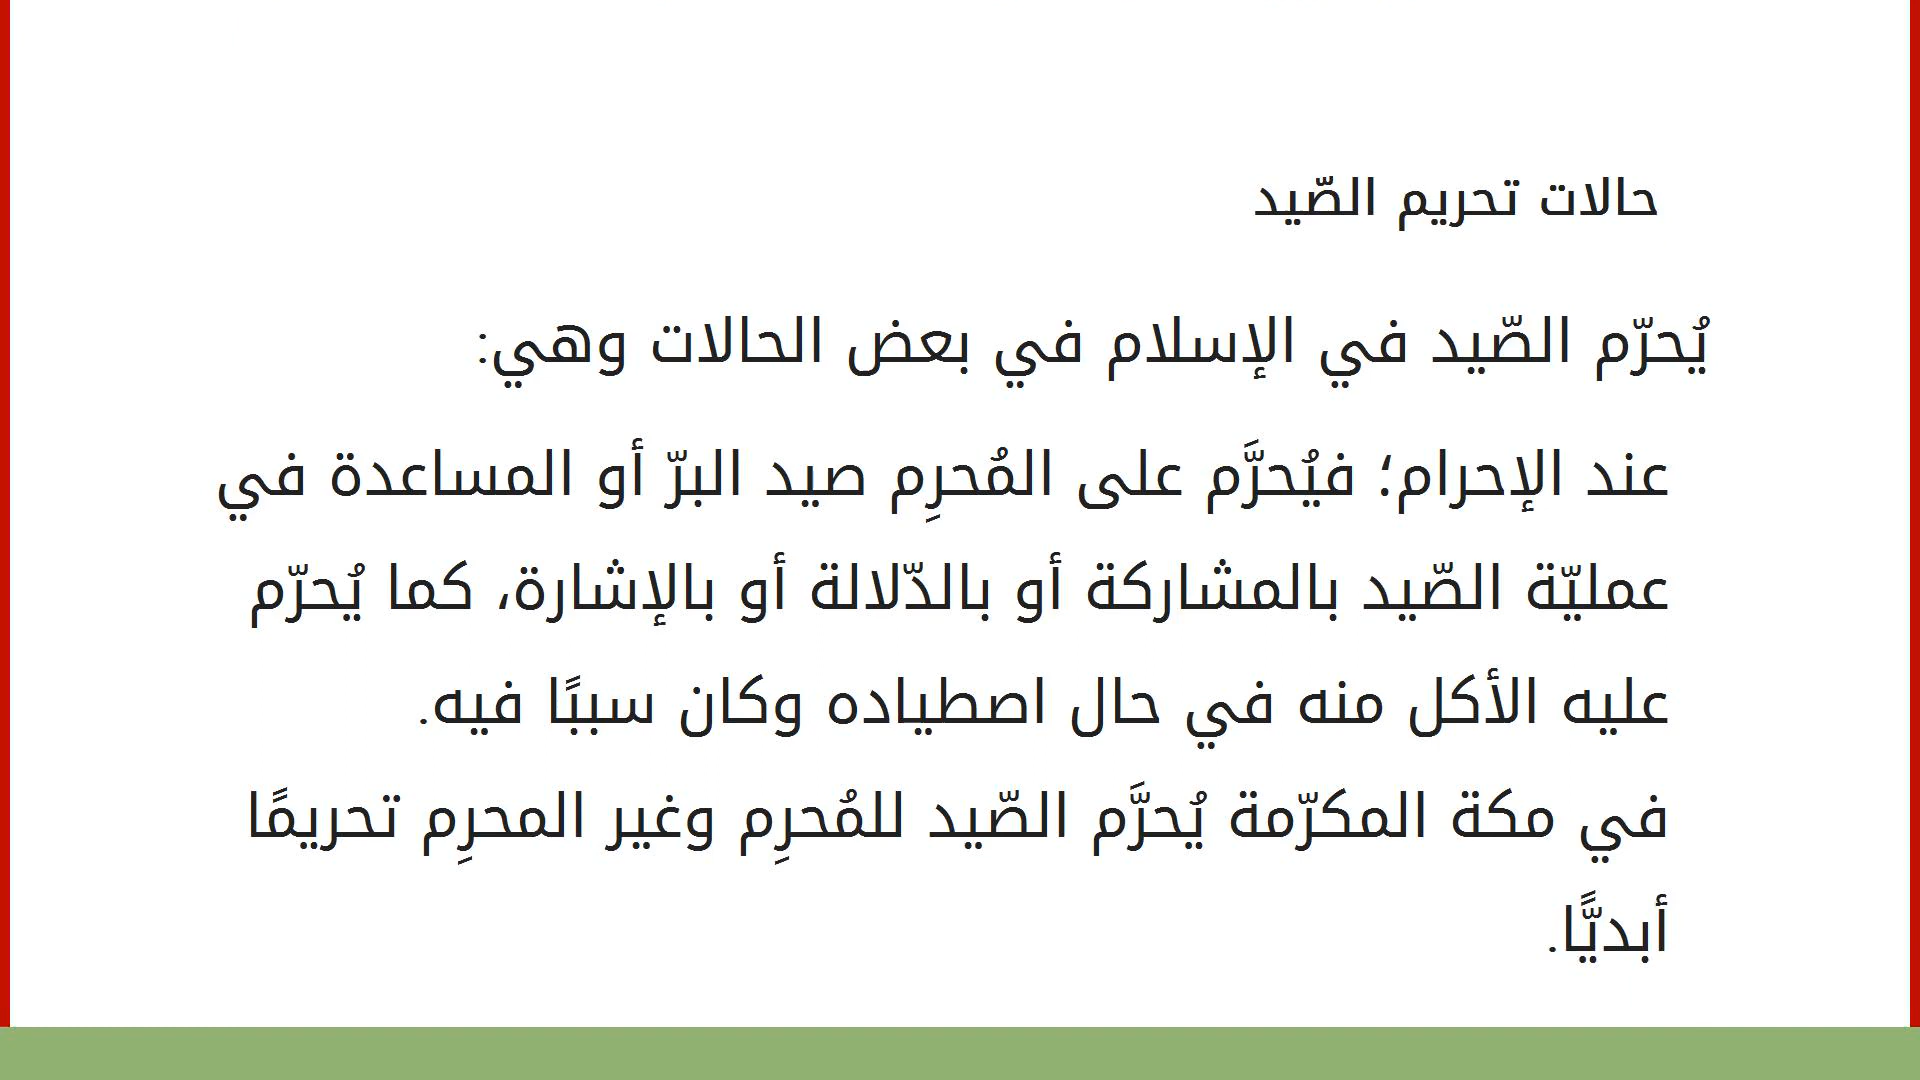 حالات تحريم الصّيد
يُحرّم الصّيد في الإسلام في بعض الحالات وهي:
عند الإحرام؛ فيُحرَّم على المُحرِم صيد البرّ أو المساعدة في
عمليّة الصّيد بالمشاركة أو بالدّلالة أو بالإشارة، كما يُحرّم
عليه الأكل منه في حال اصطياده وكان سببًا فيه.
في مكة المكرّمة يُحرَّم الصّيد للمُحرِم وغير المحرِم تحريمًا
أبديًّا.